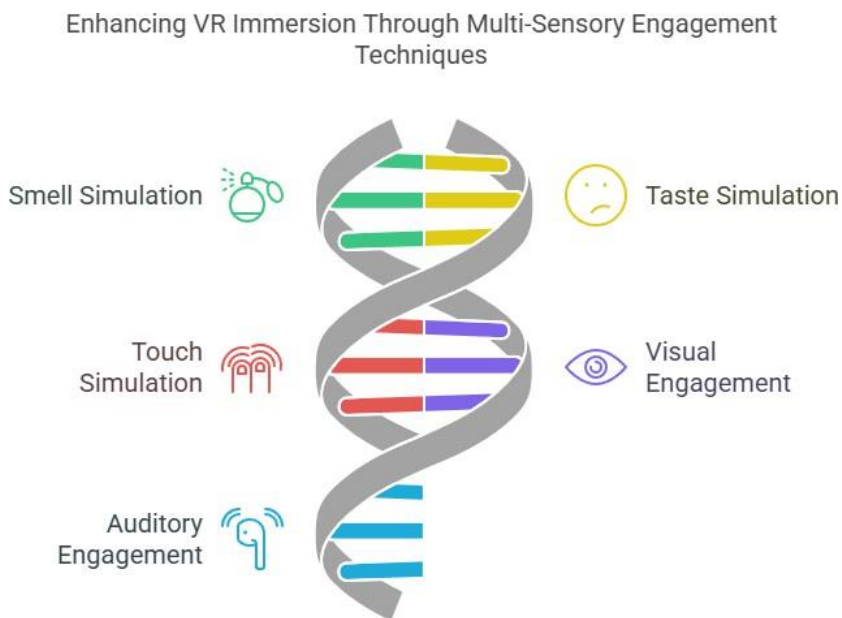 Enhancing VR Immersion Through Multi-Sensory Engagement
Techniques
Smell Simulation
Taste Simulation
Touch
Simulation
Visual
Engagement
Auditory
Engagement